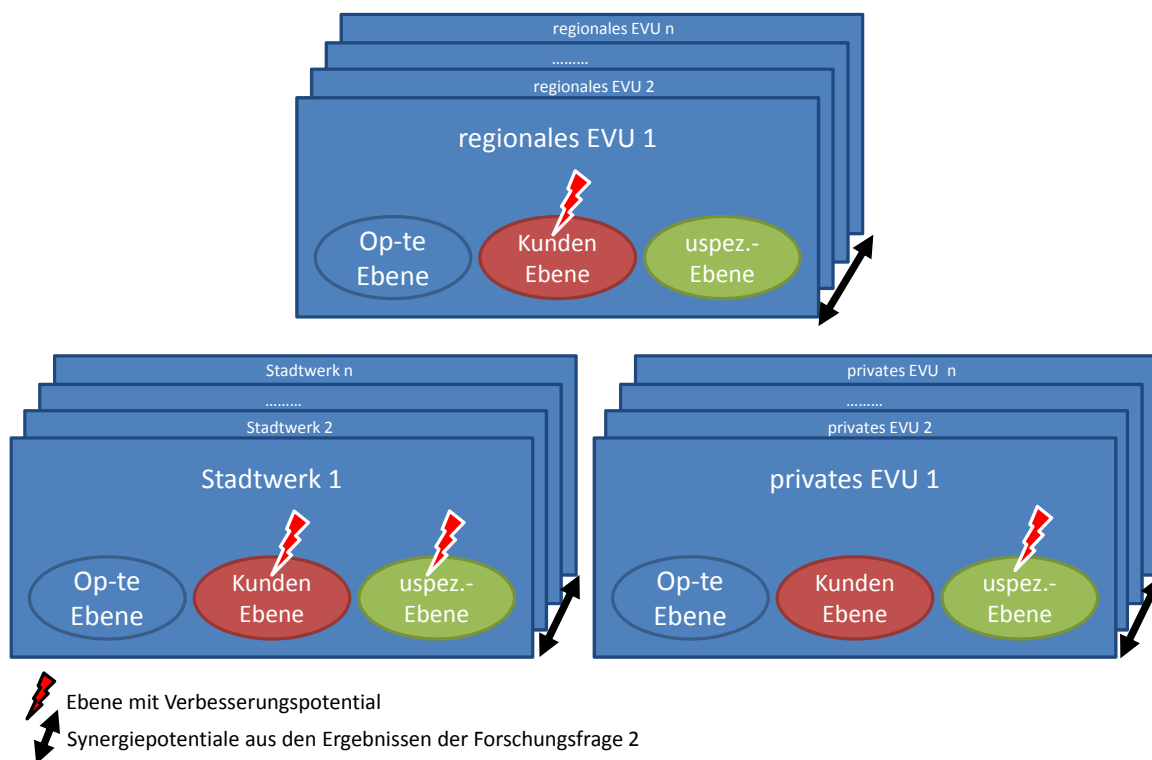 regionales EVU n
………
regionales EVU 2
regionales EVU 1
Op-te
Ebene
Kunden
Ebene
uspez.-
Ebene
Stadtwerk n
………
Stadtwerk 2
Stadtwerk 1
Op-te
Ebene
Kunden
Ebene
uspez.-
Ebene
privates EVU  n
………
privates EVU 2
privates EVU 1
Op-te
Ebene
Kunden
Ebene
uspez.-
Ebene
Ebene mit Verbesserungspotential
Synergiepotentiale aus den Ergebnissen der Forschungsfrage 2